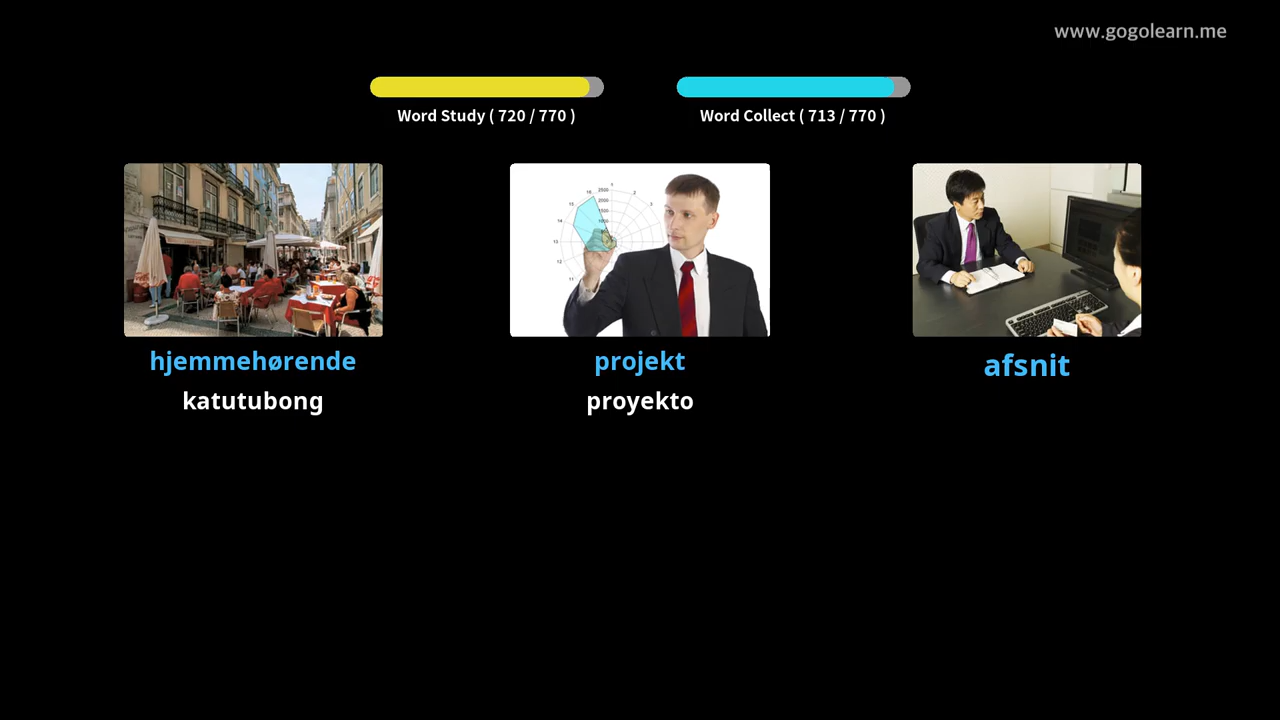 www.gogolearn.me
Word Study ( 720 / 770 )
Word Collect ( 713 / 770 )
hjemmehørende
katutubong
projekt
proyekto
afsnit